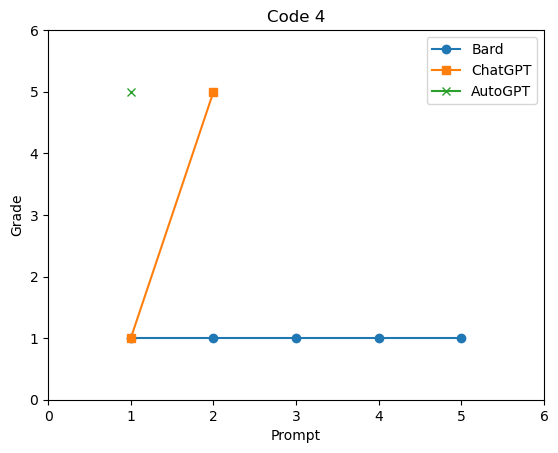 Code 4
Bard
ChatGPT
AutoGPT
Grade
6
5
4
3
2
1
0
0 1 2 3 4 5 6
Prompt